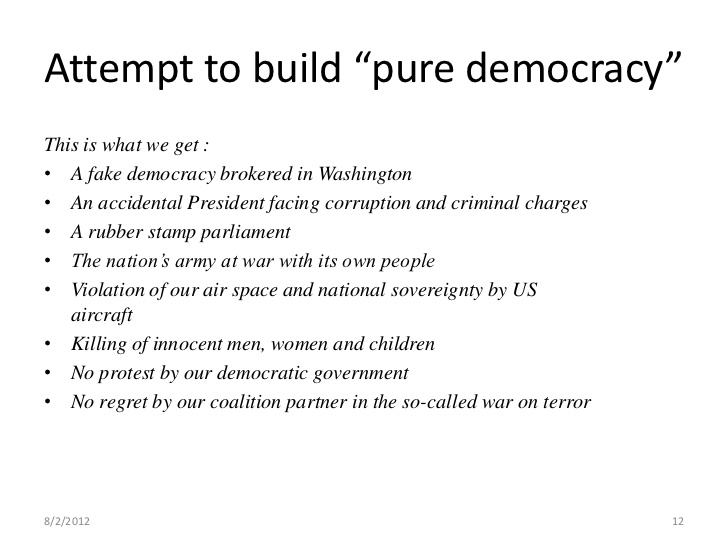 Attempt to build “pure democracy”
This is what we get :
• A fake democracy brokered in Washington
• An accidental President facing corruption and criminal charges
• A rubber stamp parliament
• The nation’s army at war with its own people
• Violation of our air space and national sovereignty by US
aircraft
• Killing of innocent men, women and children
• No protest by our democratic government
• No regret by our coalition partner in the so-called war on terror
8/2/2012 12